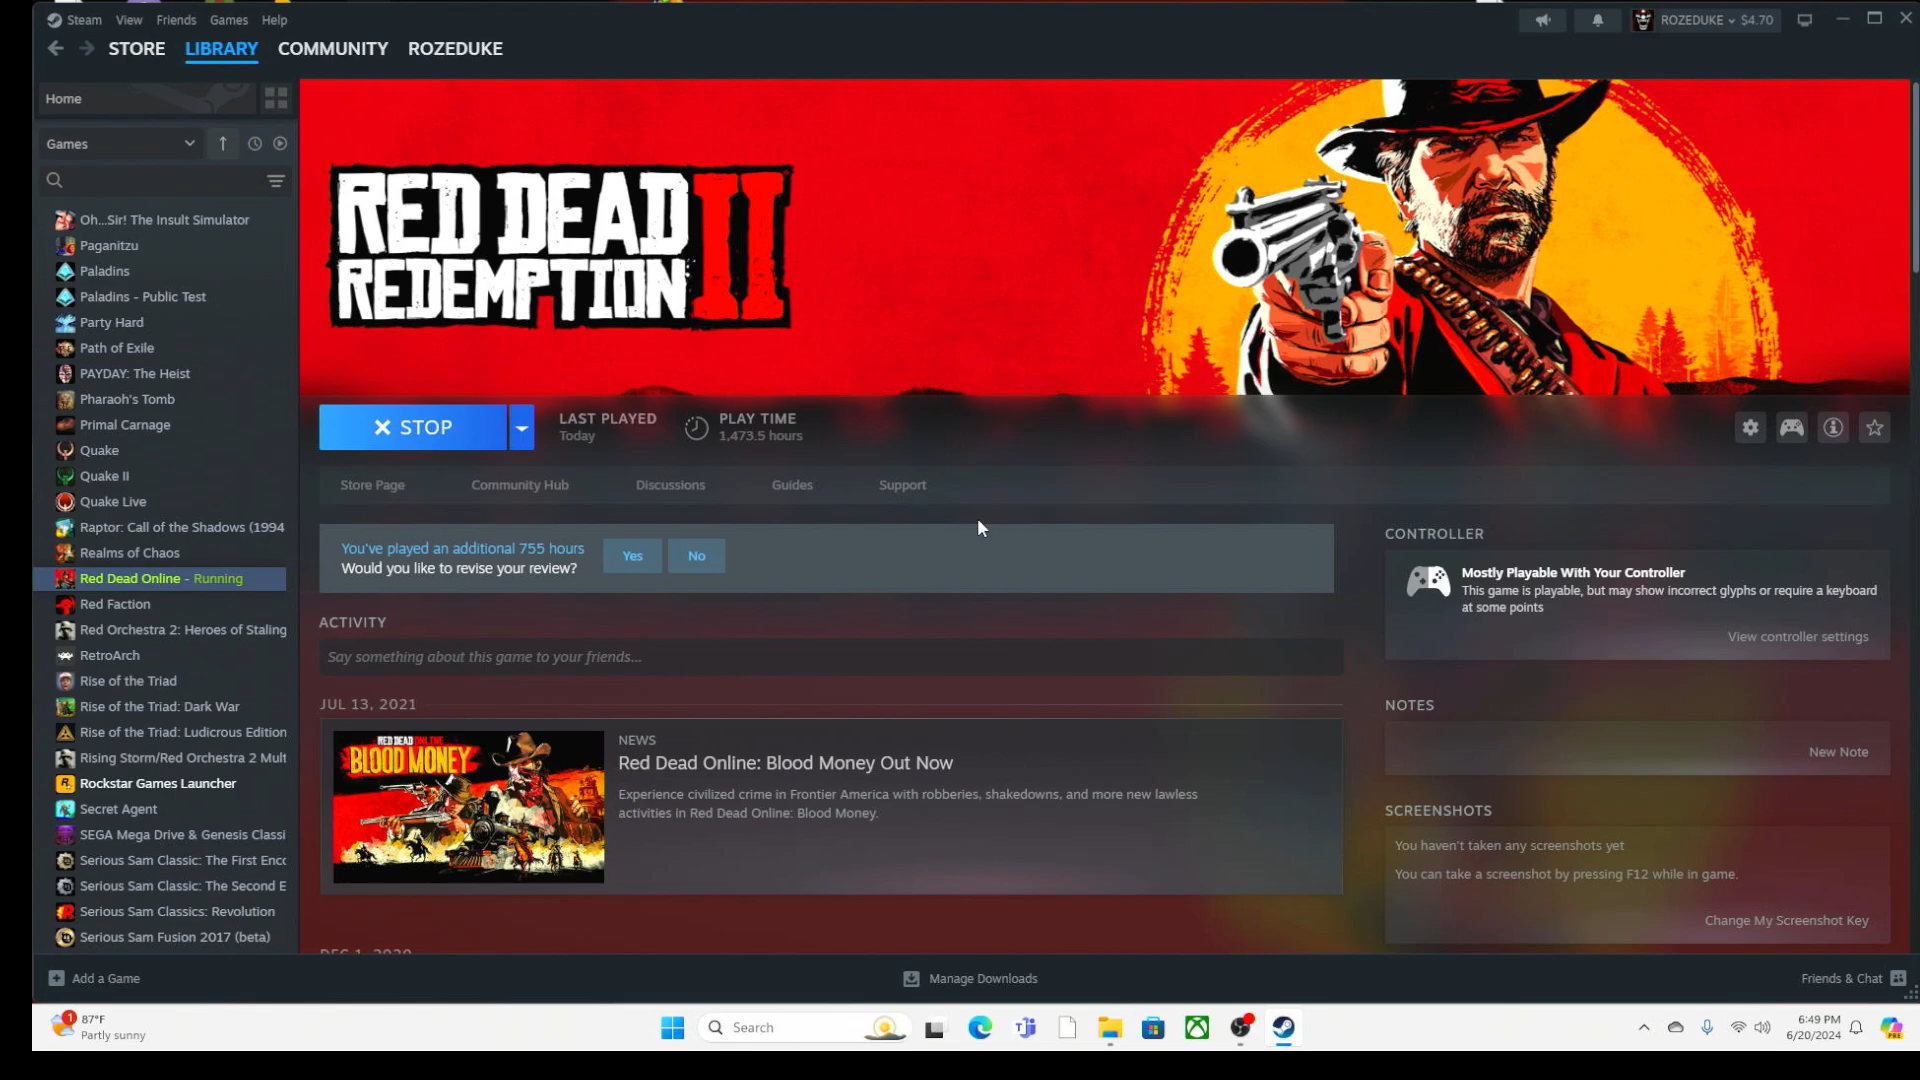 Steam View Friends Games Help
ROZEDUKE $4.70
STORE LIBRARY COMMUNITY ROZEDUKE
Home
Games
Oh...Sir! The Insult Simulator
Paganitzu
Paladins
Paladins - Public Test
Party Hard
Path of Exile
PAYDAY: The Heist
Pharaoh's Tomb
Primal Carnage
Quake
Quake II
Quake Live
Raptor: Call of the Shadows (1994
Realms of Chaos
Red Dead Online - Running
Red Faction
Red Orchestra 2: Heroes of Staling
RetroArch
Rise of the Triad
Rise of the Triad: Dark War
Rise of the Triad: Ludicrous Edition
Rising Storm/Red Orchestra 2 Mult
Rockstar Games Launcher
Secret Agent
SEGA Mega Drive & Genesis Classi
Serious Sam Classic: The First Enc
Serious Sam Classic: The Second E
Serious Sam Classics: Revolution
Serious Sam Fusion 2017 (beta)
RED DEAD
REDEMPTION II
STOP
LAST PLAYED
Today
PLAY TIME
1,473.5 hours
Store Page Community Hub Discussions Guides Support
You've played an additional 755 hours
Would you like to revise your review?
Yes No
ACTIVITY
Say something about this game to your friends...
JUL 13, 2021
RED DEAD ONLINE
BLOOD MONEY
NEWS
Red Dead Online: Blood Money Out Now
Experience civilized crime in Frontier America with robberies, shakedowns, and more new lawless
activities in Red Dead Online: Blood Money.
DEC 1, 2020
CONTROLLER
Mostly Playable With Your Controller
This game is playable, but may show incorrect glyphs or require a keyboard
at some points
View controller settings
NOTES
New Note
SCREENSHOTS
You haven't taken any screenshots yet
You can take a screenshot by pressing F12 while in game.
Change My Screenshot Key
Add a Game
Manage Downloads
Friends & Chat
1
87°F
Partly sunny
Search
6:49 PM
6/20/2024
PRE